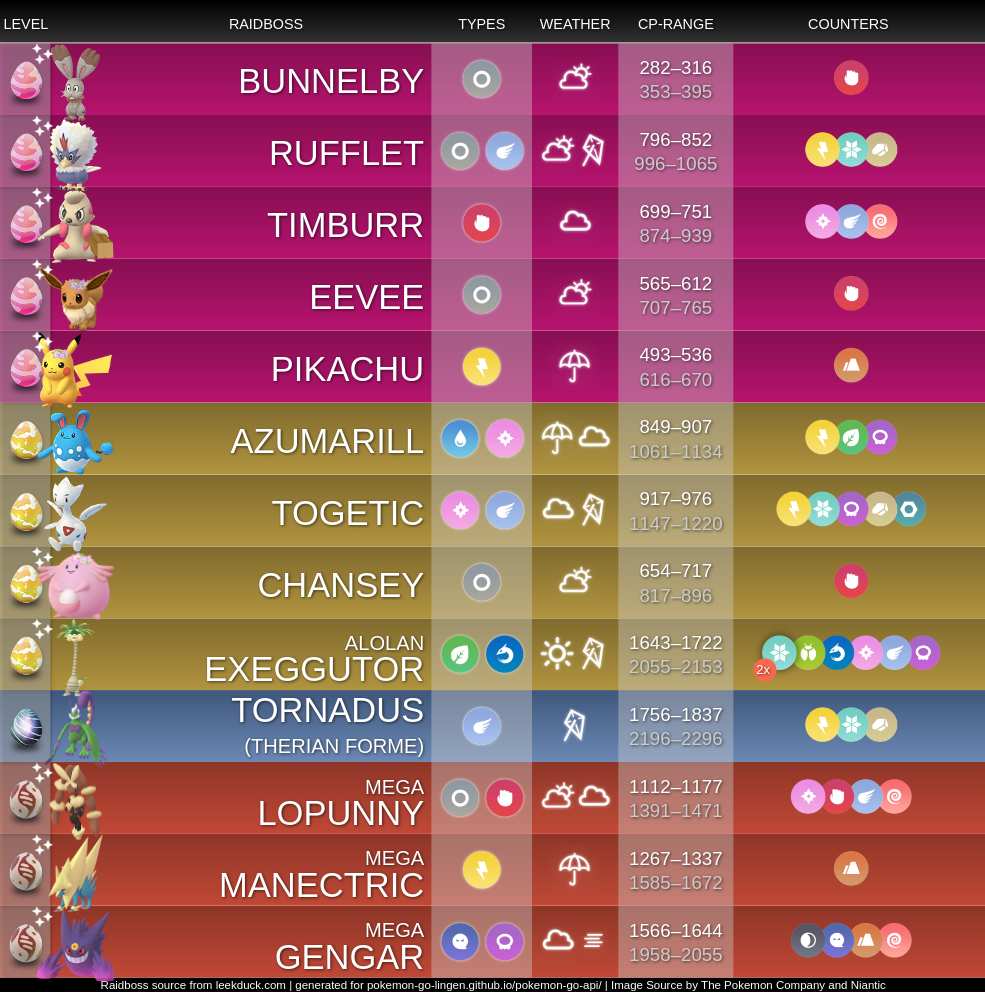 LEVEL RAIDBOSS TYPES WEATHER CP-RANGE COUNTERS
BUNNELBY 282–316
353–395
RUFFLET 796–852
996–1065
TIMBURR 699–751
874–939
EEVEE 565–612
707–765
PIKACHU 493–536
616–670
AZUMARILL 849–907
1061–1134
TOGETIC 917–976
1147–1220
CHANSEY 654–717
817–896
ALOLAN 1643–1722
EXEGGUTOR 2055–2153 2x
TORNADUS 1756–1837
(THERIAN FORME) 2196–2296
MEGA 1112–1177
LOPUNNY 1391–1471
MEGA 1267–1337
MANECTRIC 1585–1672
MEGA 1566–1644
GENGAR 1958–2055
Raidboss source from leekduck.com | generated for pokemon-go-lingen.github.io/pokemon-go-api/ | Image Source by The Pokemon Company and Niantic